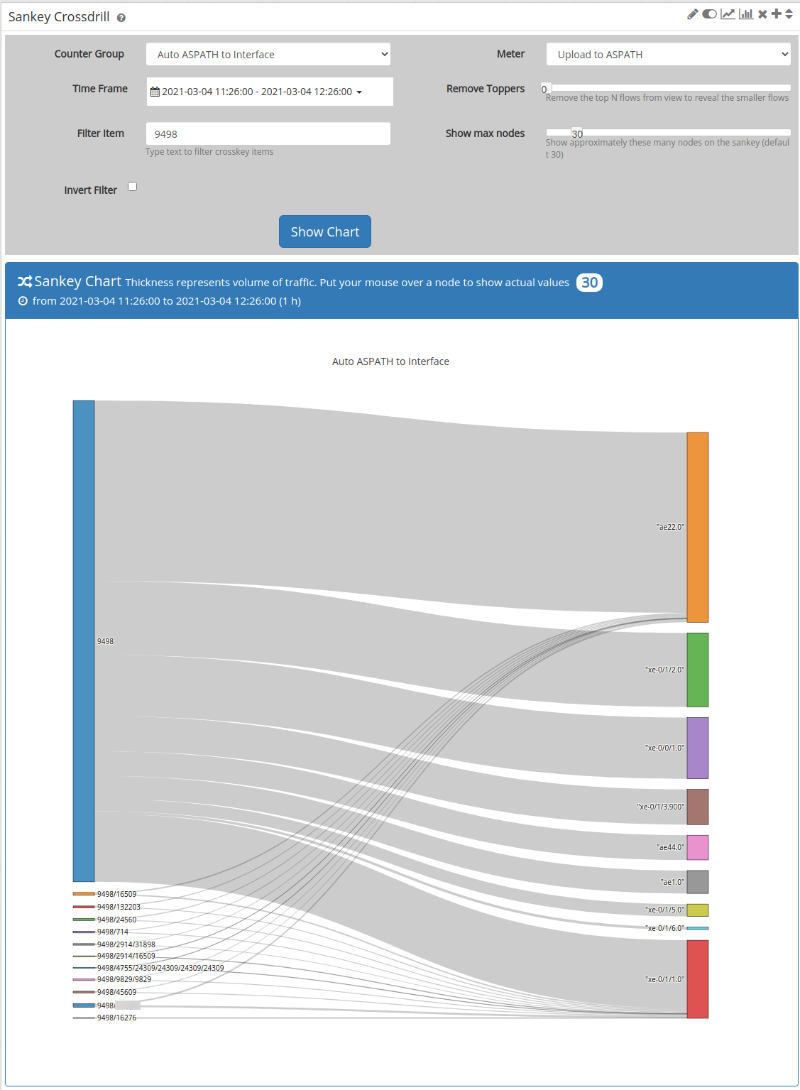 Sankey Crossdrill
Counter Group
Auto ASPATH to Interface
Meter
Upload to ASPATH
Time Frame
2021-03-04 11:26:00 - 2021-03-04 12:26:00
Remove Toppers
0
Remove the top N flows from view to reveal the smaller flows
Filter Item
9498
Type text to filter crosskey items
Show max nodes
30
Show approximately these many nodes on the sankey (defaul
t 30)
Invert Filter
Show Chart
Sankey Chart Thickness represents volume of traffic. Put your mouse over a node to show actual values 30
from 2021-03-04 11:26:00 to 2021-03-04 12:26:00 (1 h)
Auto ASPATH to Interface
"ae22.0"
9498
"xe-0/1/2.0"
"xe-0/0/1.0"
"xe-0/1/3.900"
"ae44.0"
"ae1.0"
9498/16509
9498/132203
"xe-0/1/5.0"
9498/24560
"xe-0/1/6.0"
9498/714
9498/2914/31898
9498/2914/16509
9498/4755/24309/24309/24309/24309
9498/9829/9829
"xe-0/1/1.0"
9498/45609
9498/
9498/16276